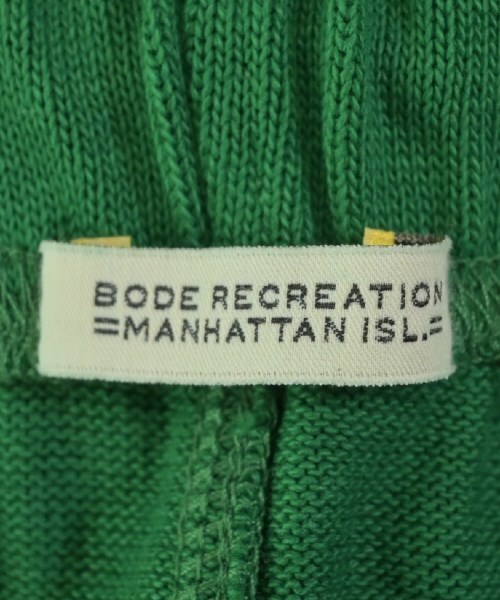 BODE RECREATION
=MANHATTAN ISL.=